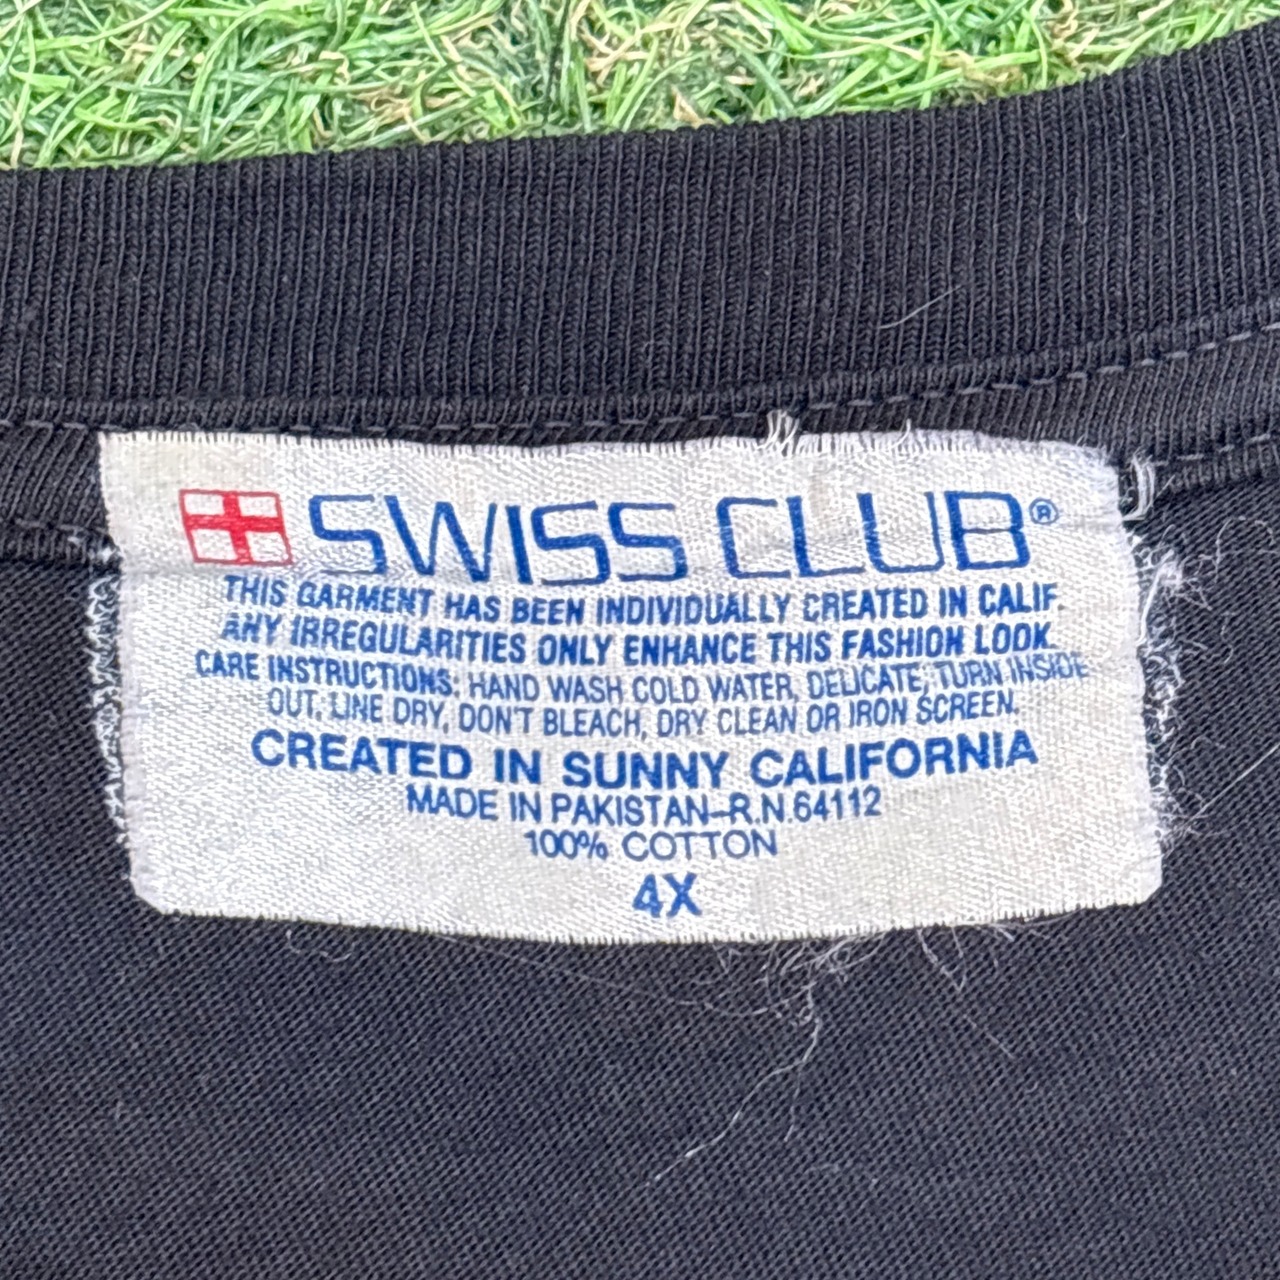 SWISS CLUB®
THIS GARMENT HAS BEEN INDIVIDUALLY CREATED IN CALIF.
ANY IRREGULARITIES ONLY ENHANCE THIS FASHION LOOK.
CARE INSTRUCTIONS: HAND WASH COLD WATER, DELICATE, TURN INSIDE
OUT, LINE DRY, DON'T BLEACH, DRY CLEAN OR IRON SCREEN.
CREATED IN SUNNY CALIFORNIA
MADE IN PAKISTAN–R.N.64112
100% COTTON
4X